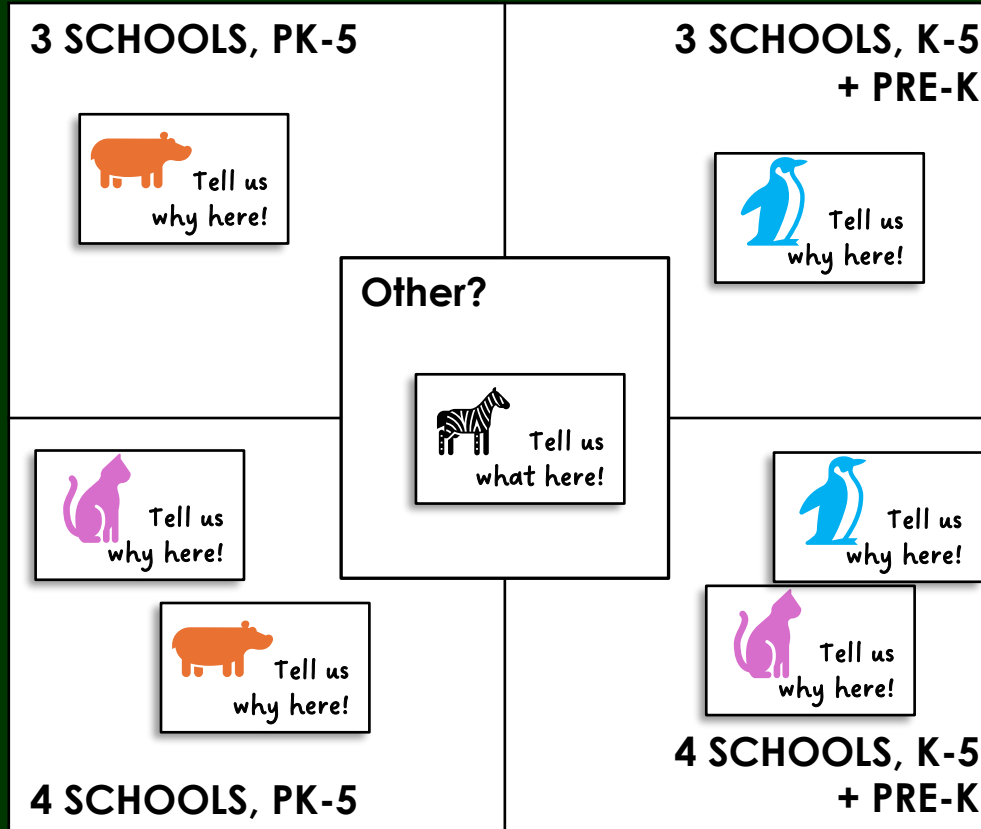 3 SCHOOLS, PK-5
Tell us
why here!
3 SCHOOLS, K-5
+ PRE-K
Tell us
why here!
Other?
Tell us
what here!
Tell us
why here!
Tell us
why here!
4 SCHOOLS, PK-5
Tell us
why here!
Tell us
why here!
4 SCHOOLS, K-5
+ PRE-K